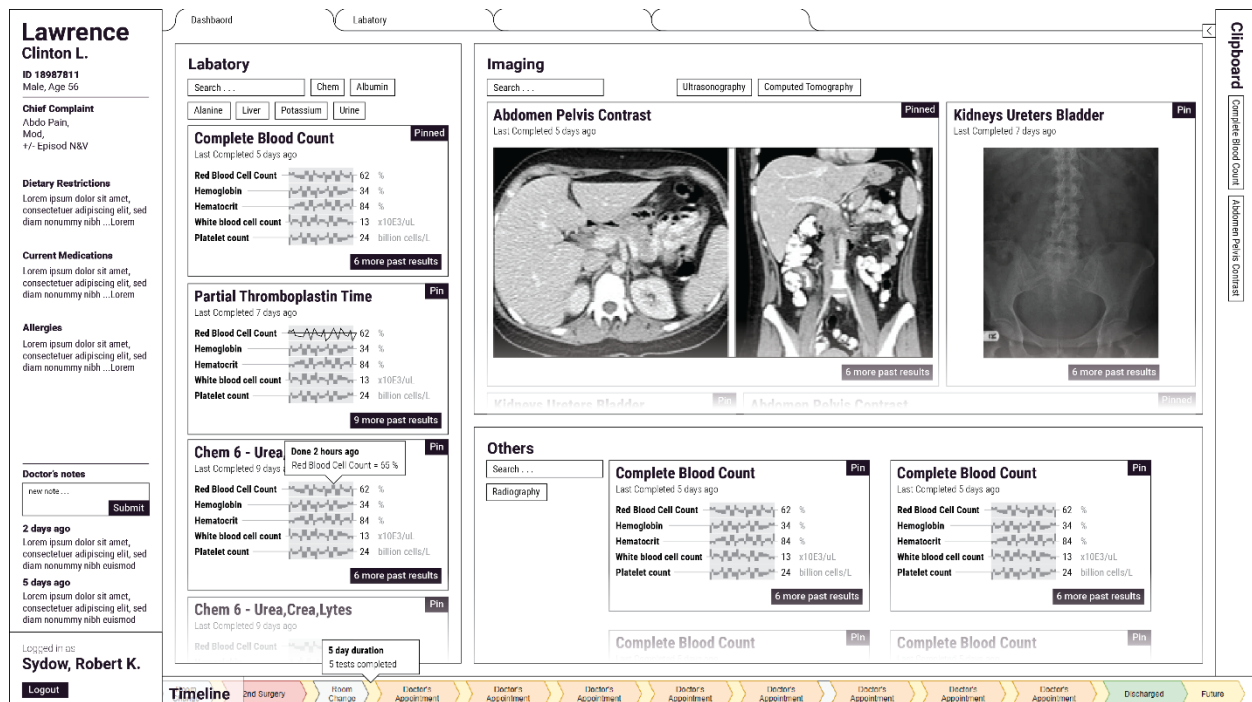 Lawrence
Clinton L.
ID 18987811
Male, Age 56
Chief Complaint
Abdo Pain,
Mod,
+/- Episod N&V
Dietary Restrictions
Lorem ipsum dolor sit amet,
consectetuer adipiscing elit, sed
diam nonummy nibh ...Lorem
Current Medications
Lorem ipsum dolor sit amet,
consectetuer adipiscing elit, sed
diam nonummy nibh ...Lorem
Allergies
Lorem ipsum dolor sit amet,
consectetuer adipiscing elit, sed
diam nonummy nibh ...Lorem
Doctor's notes
new note ...
Submit
2 days ago
Lorem ipsum dolor sit amet,
consectetuer adipiscing elit, sed
diam nonummy nibh euismod
5 days ago
Lorem ipsum dolor sit amet,
consectetuer adipiscing elit, sed
diam nonummy nibh euismod
Logged in as
Sydow, Robert K.
Logout
Dashbaord
Labatory
Labatory
Search . . .
Chem
Albumin
Alanine
Liver
Potassium
Urine
Complete Blood Count
Pinned
Last Completed 5 days ago
Red Blood Cell Count 62 %
Hemoglobin 34 %
Hematocrit 84 %
White blood cell count 13 x10E3/uL
Platelet count 24 billion cells/L
6 more past results
Partial Thromboplastin Time
Pin
Last Completed 7 days ago
Red Blood Cell Count 62 %
Hemoglobin 34 %
Hematocrit 84 %
White blood cell count 13 x10E3/uL
Platelet count 24 billion cells/L
9 more past results
Chem 6 - Urea,
Pin
Last Completed 9 days
Done 2 hours ago
Red Blood Cell Count = 55 %
Red Blood Cell Count 62 %
Hemoglobin 34 %
Hematocrit 84 %
White blood cell count 13 x10E3/uL
Platelet count 24 billion cells/L
6 more past results
Chem 6 - Urea,Crea,Lytes
Pin
Last Completed 9 days ago
Red Blood Cell Count
5 day duration
5 tests completed
Imaging
Search . . .
Ultrasonography
Computed Tomography
Abdomen Pelvis Contrast
Pinned
Last Completed 5 days ago
6 more past results
Kidneys Ureters Bladder
Pin
Last Completed 7 days ago
6 more past results
Kidneys Ureters Bladder
Pin
Abdomen Pelvis Contrast
Pinned
Others
Search . . .
Radiography
Complete Blood Count
Pin
Last Completed 5 days ago
Red Blood Cell Count 62 %
Hemoglobin 34 %
Hematocrit 84 %
White blood cell count 13 x10E3/uL
Platelet count 24 billion cells/L
6 more past results
Complete Blood Count
Pin
Last Completed 5 days ago
Red Blood Cell Count 62 %
Hemoglobin 34 %
Hematocrit 84 %
White blood cell count 13 x10E3/uL
Platelet count 24 billion cells/L
6 more past results
Complete Blood Count
Pin
Complete Blood Count
Pin
Clipboard
Complete Blood Count
Abdomen Pelvis Contrast
Timeline
2nd Surgery
Room
Change
Doctor's
Appointment
Doctor's
Appointment
Doctor's
Appointment
Doctor's
Appointment
Doctor's
Appointment
Doctor's
Appointment
Doctor's
Appointment
Doctor's
Appointment
Discharged
Future